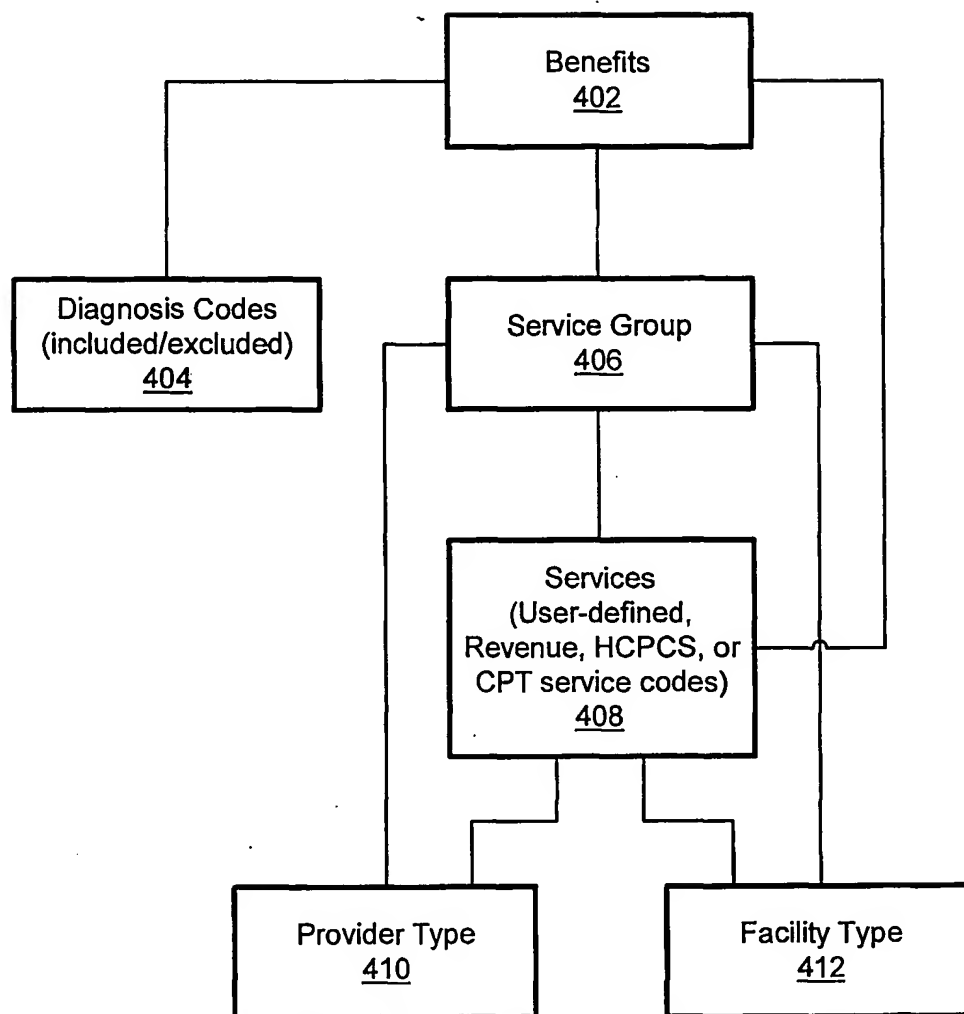 Benefits
402
Diagnosis Codes
(included/excluded)
404
Service Group
406
Services
(User-defined,
Revenue, HCPCS, or
CPT service codes)
408
Provider Type
410
Facility Type
412